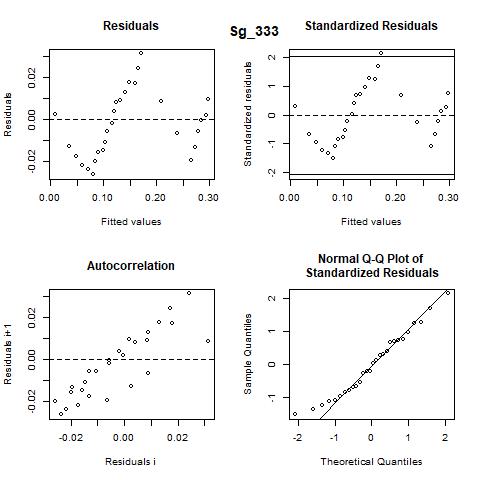 Sg_333
Residuals
Residuals
-0.02
0.00
0.02
0.00
0.10
0.20
0.30
Fitted values
Standardized Residuals
Standardized residuals
-2
-1
0
1
2
0.00
0.10
0.20
0.30
Fitted values
Autocorrelation
Residuals i+1
-0.02
0.00
0.02
-0.02
0.00
0.02
Residuals i
Normal Q-Q Plot of
Standardized Residuals
Sample Quantiles
-1
0
1
2
-2
-1
0
1
2
Theoretical Quantiles